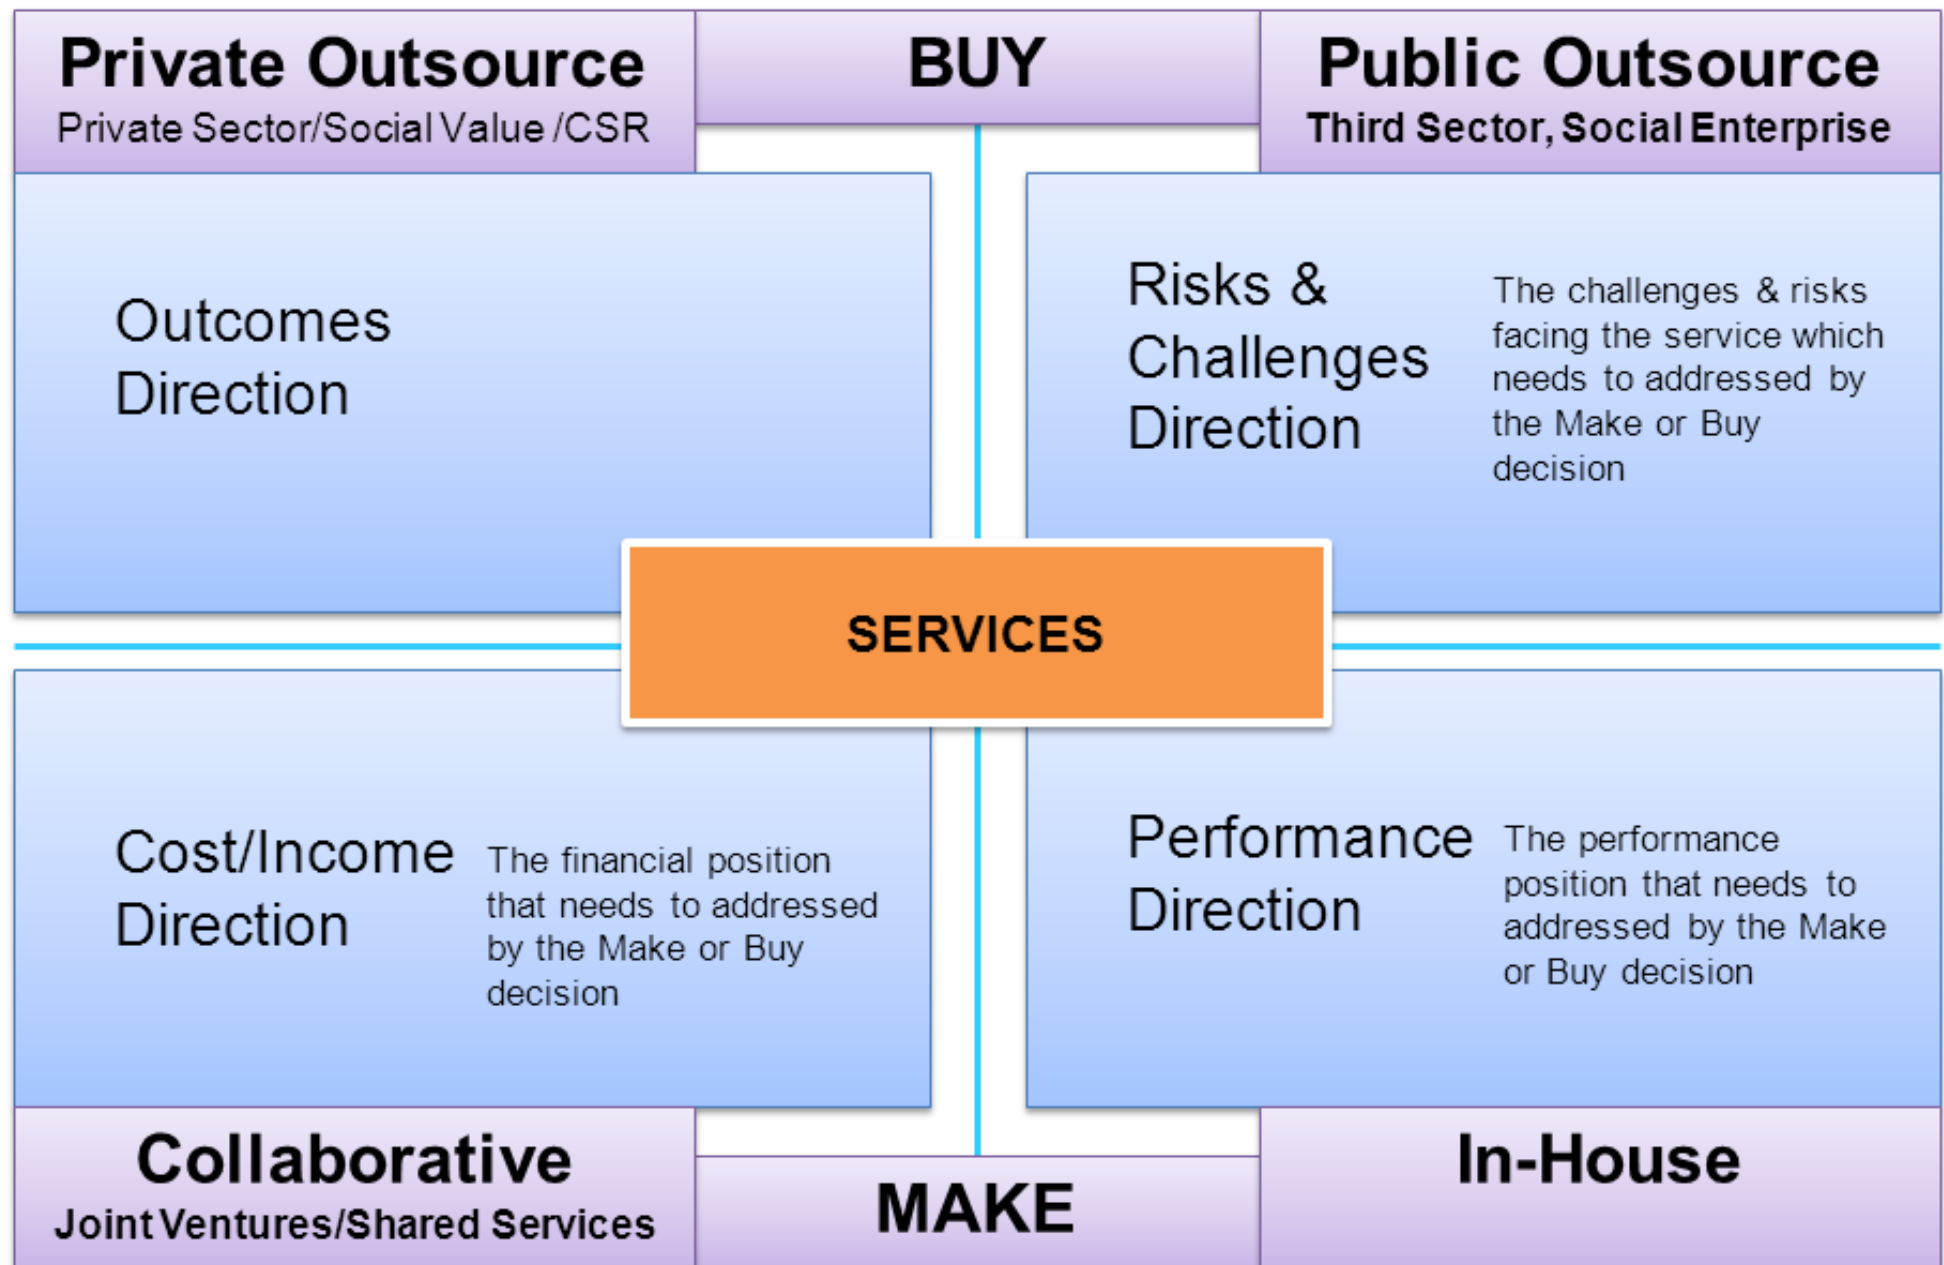 Private Outsource
Private Sector/Social Value /CSR
BUY
Public Outsource
Third Sector, Social Enterprise
Outcomes
Direction
Risks &
Challenges
Direction
The challenges & risks
facing the service which
needs to addressed by
the Make or Buy
decision
SERVICES
Cost/Income
Direction
The financial position
that needs to addressed
by the Make or Buy
decision
Performance
Direction
The performance
position that needs to
addressed by the Make
or Buy decision
Collaborative
Joint Ventures/Shared Services
MAKE
In-House